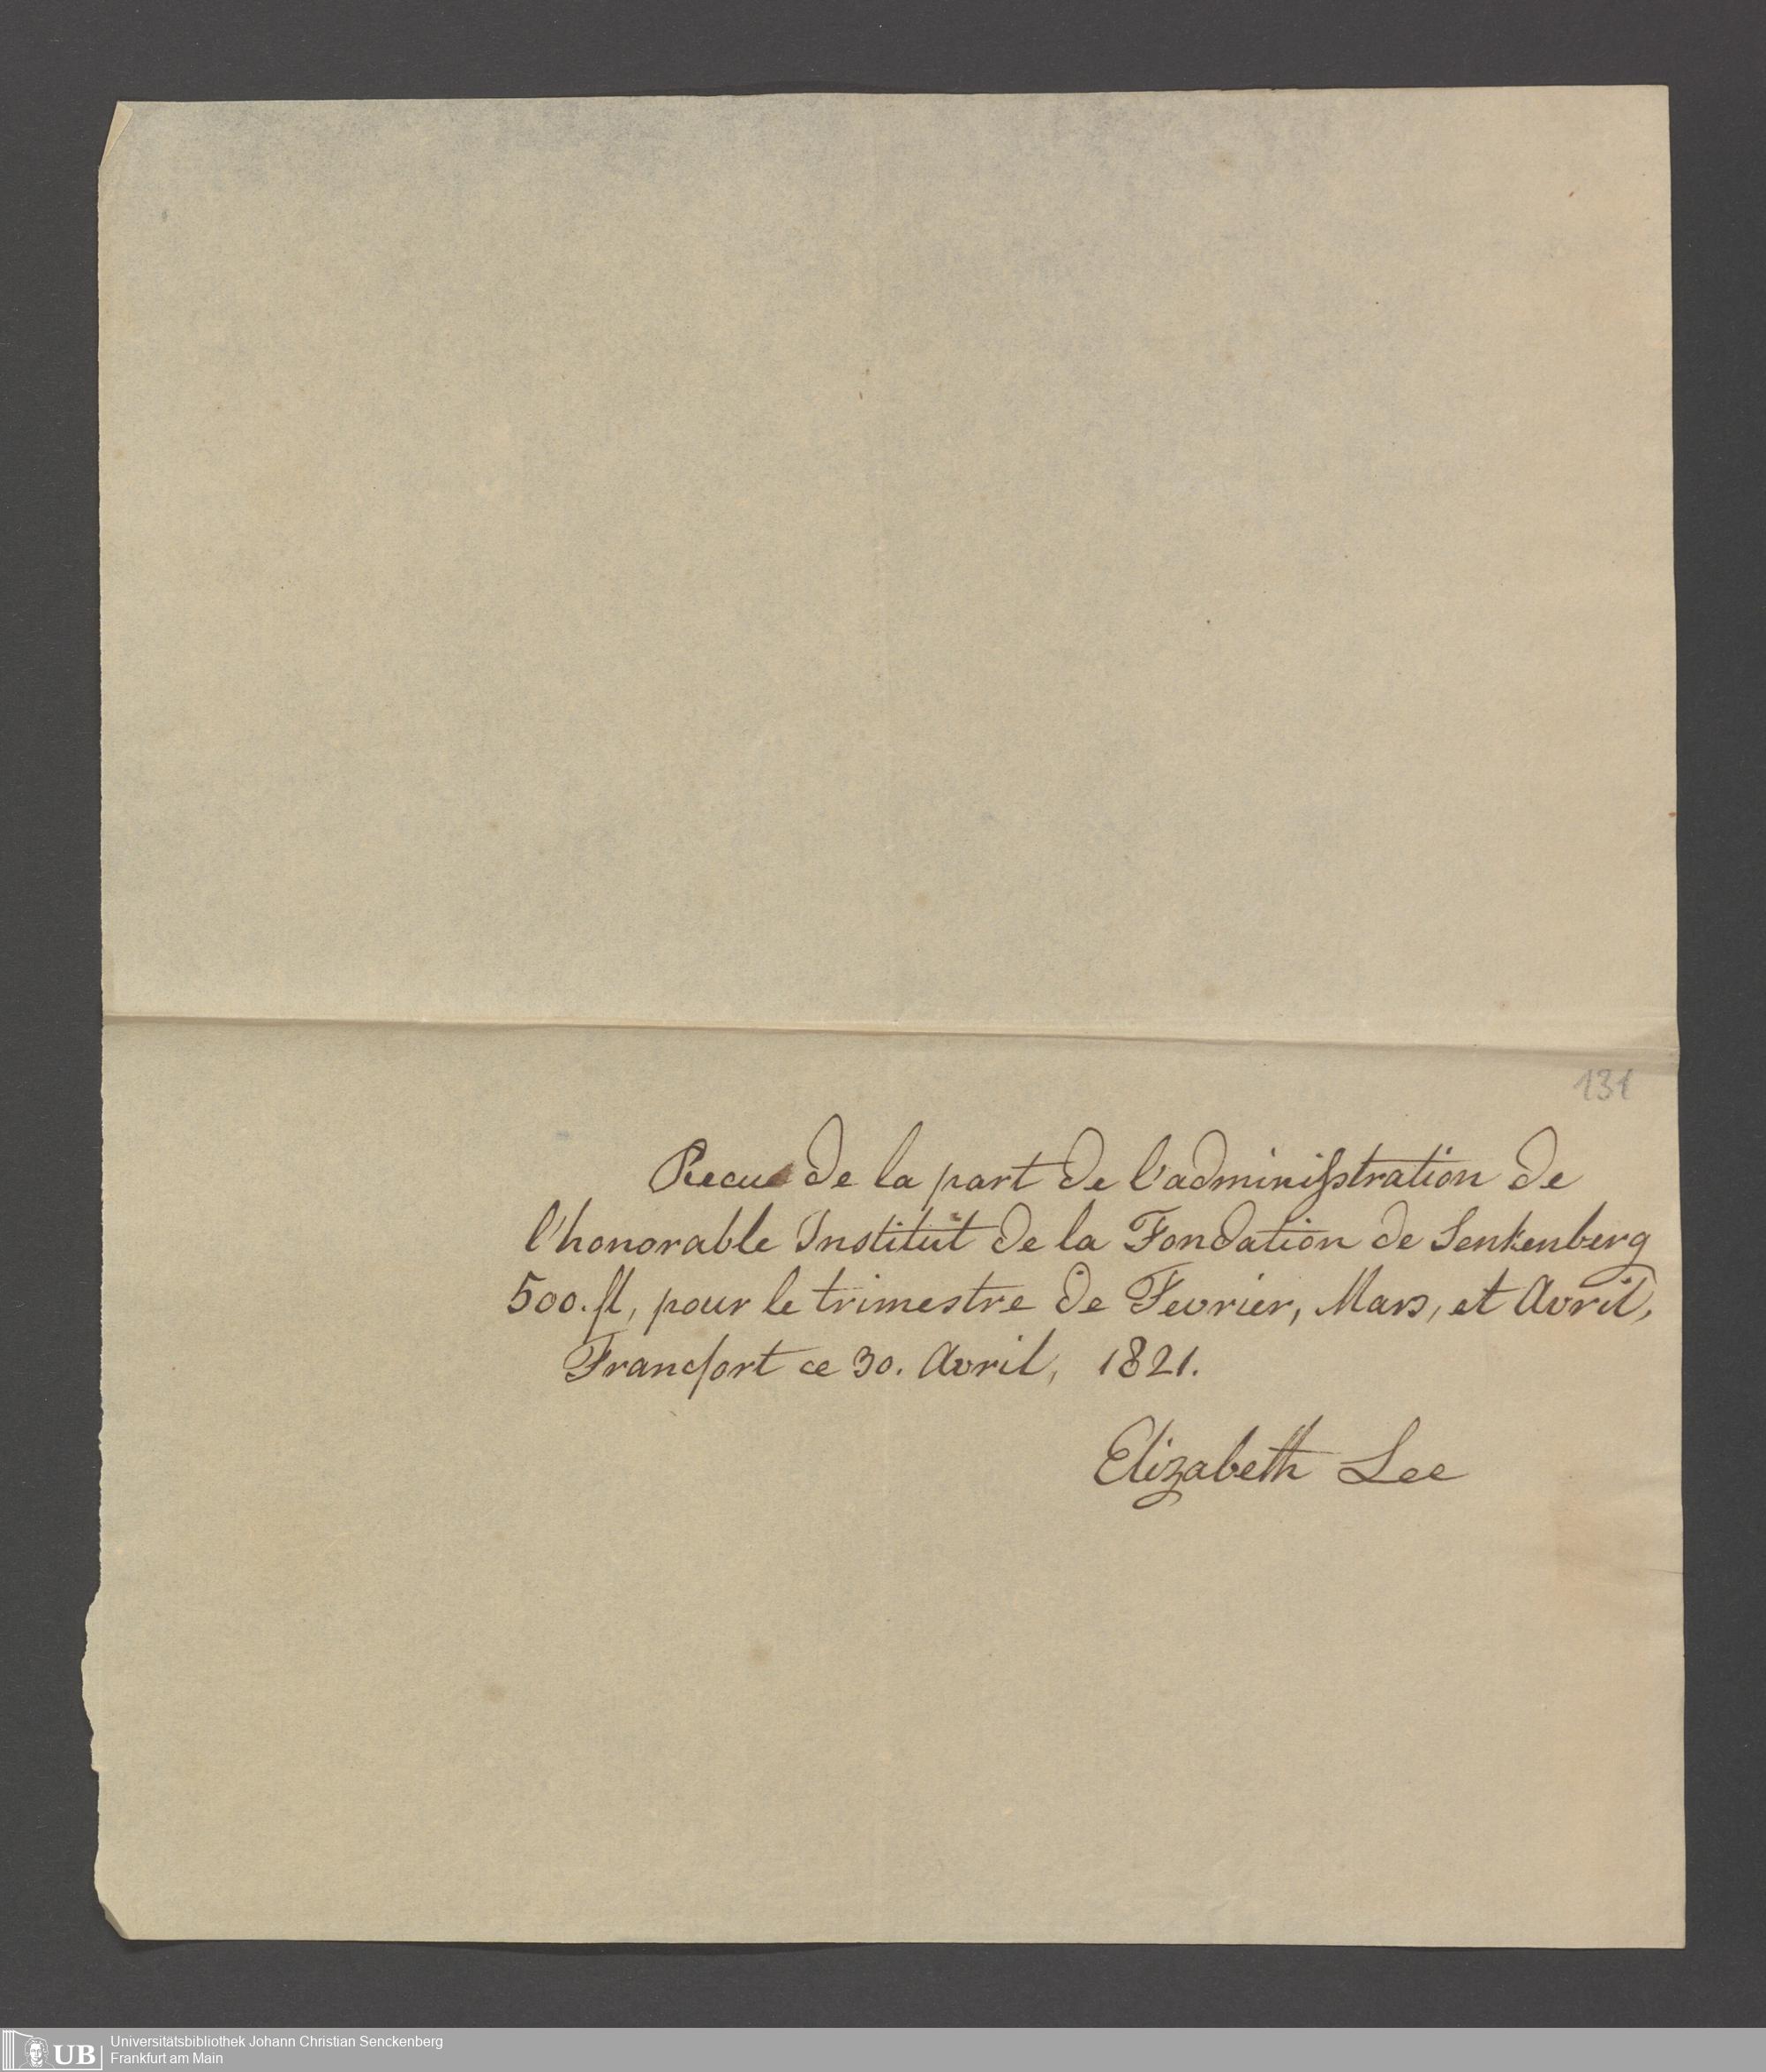 131
Recu de la part de l'administration de
l'honorable Institut de la Fondation de Senkenberg
500. fl, pour le trimestre de Fevrier, Mars, et Avril,
Francfort ce 30. Avril, 1821.
Elizabeth Lee
UB Universitätsbibliothek Johann Christian Senckenberg
Frankfurt am Main